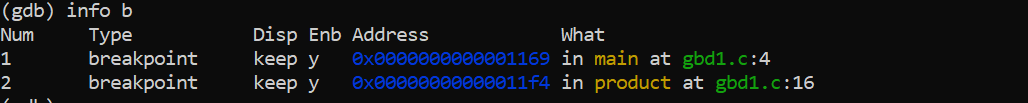 (gdb) info b
Num     Type           Disp Enb Address            What
1       breakpoint     keep y   0x0000000000001169 in main at gbd1.c:4
2       breakpoint     keep y   0x00000000000011f4 in product at gbd1.c:16